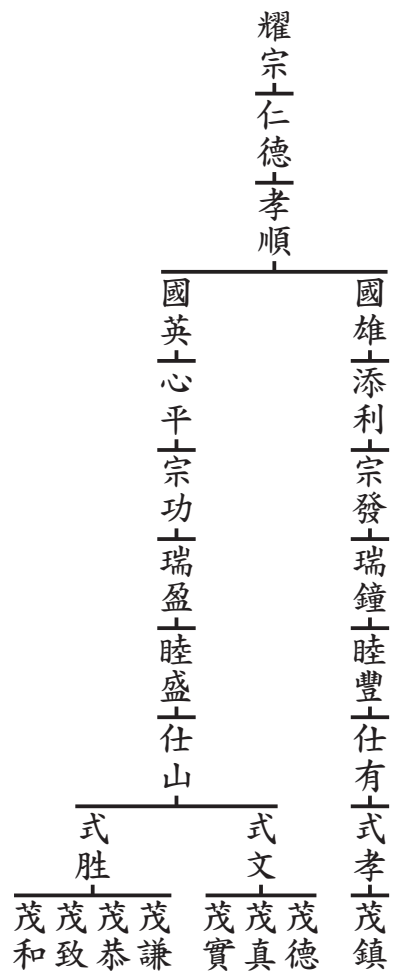 耀宗
仁德
孝順
國雄
國英
添利
心平
宗發
宗功
瑞鐘
瑞盈
睦豐
睦盛
仕有
仕山
式孝
式文
式胜
茂鎮
茂德
茂真
茂實
茂謙
茂恭
茂致
茂和